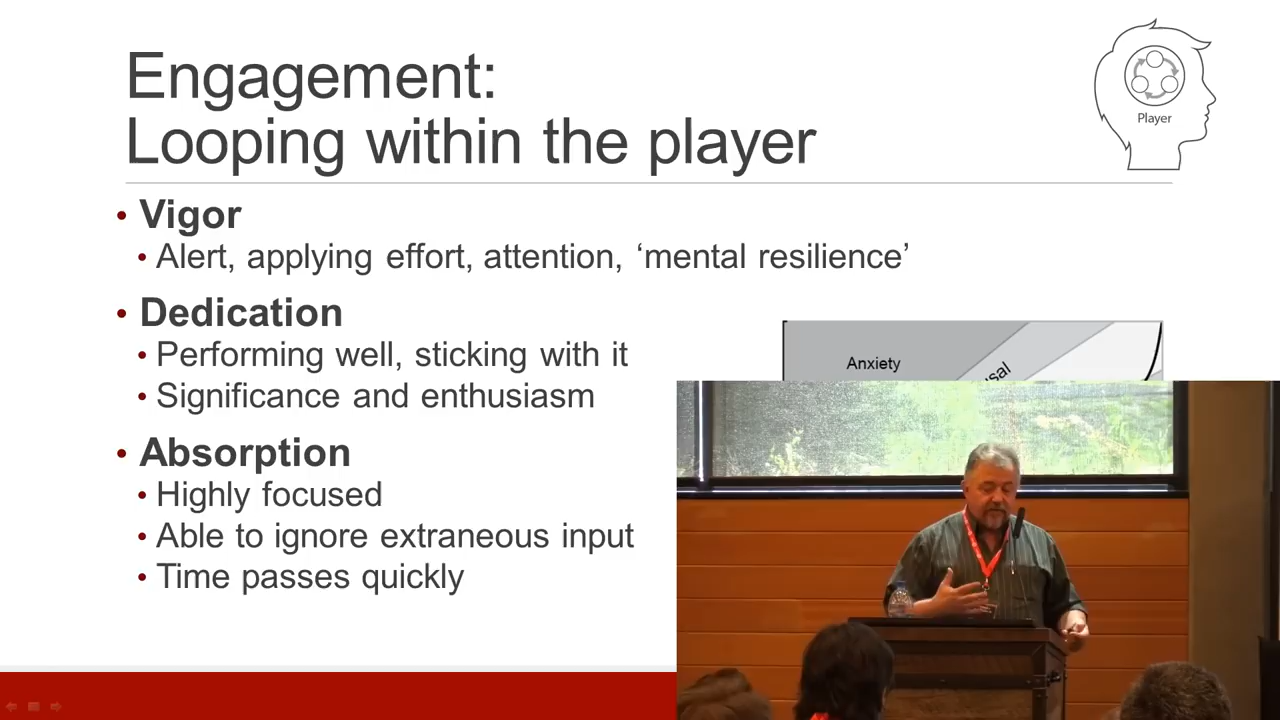 Engagement:
Looping within the player
Player
• Vigor
• Alert, applying effort, attention, ‘mental resilience’
• Dedication
• Performing well, sticking with it
• Significance and enthusiasm
• Absorption
• Highly focused
• Able to ignore extraneous input
• Time passes quickly
Anxiety